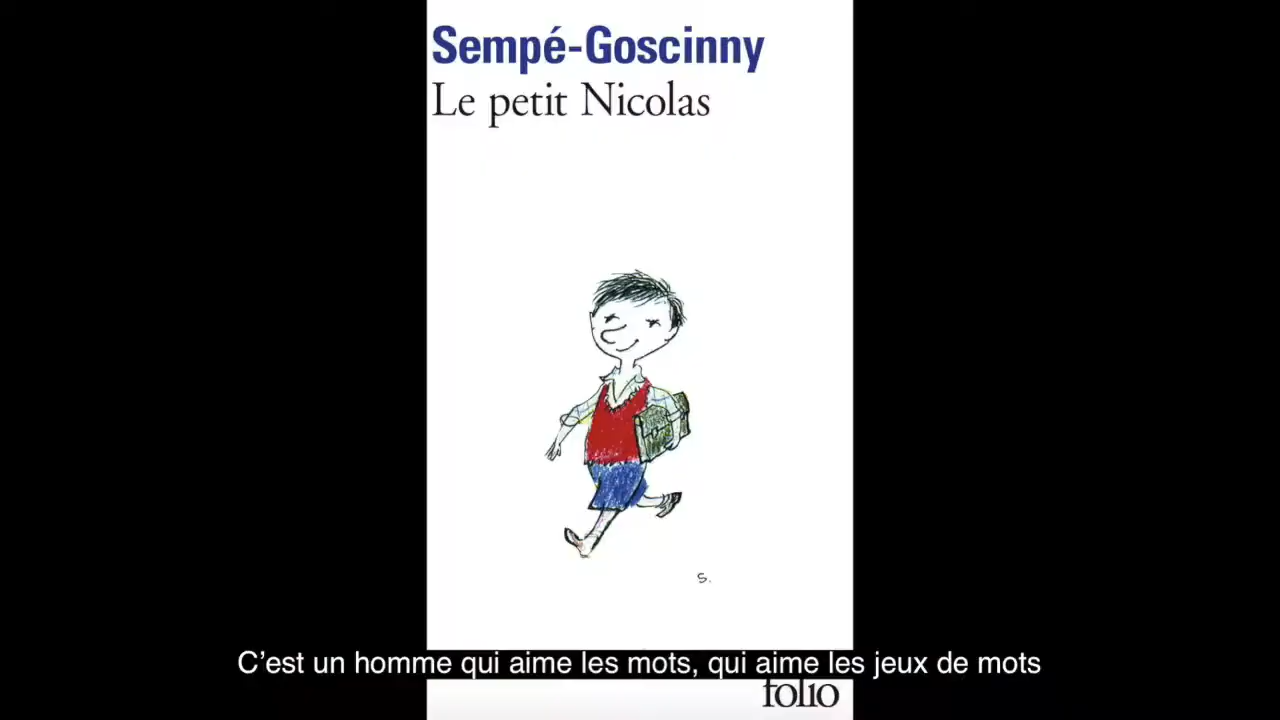 Sempé-Goscinny
Le petit Nicolas
S.
C’est un homme qui aime les mots, qui aime les jeux de mots
folio